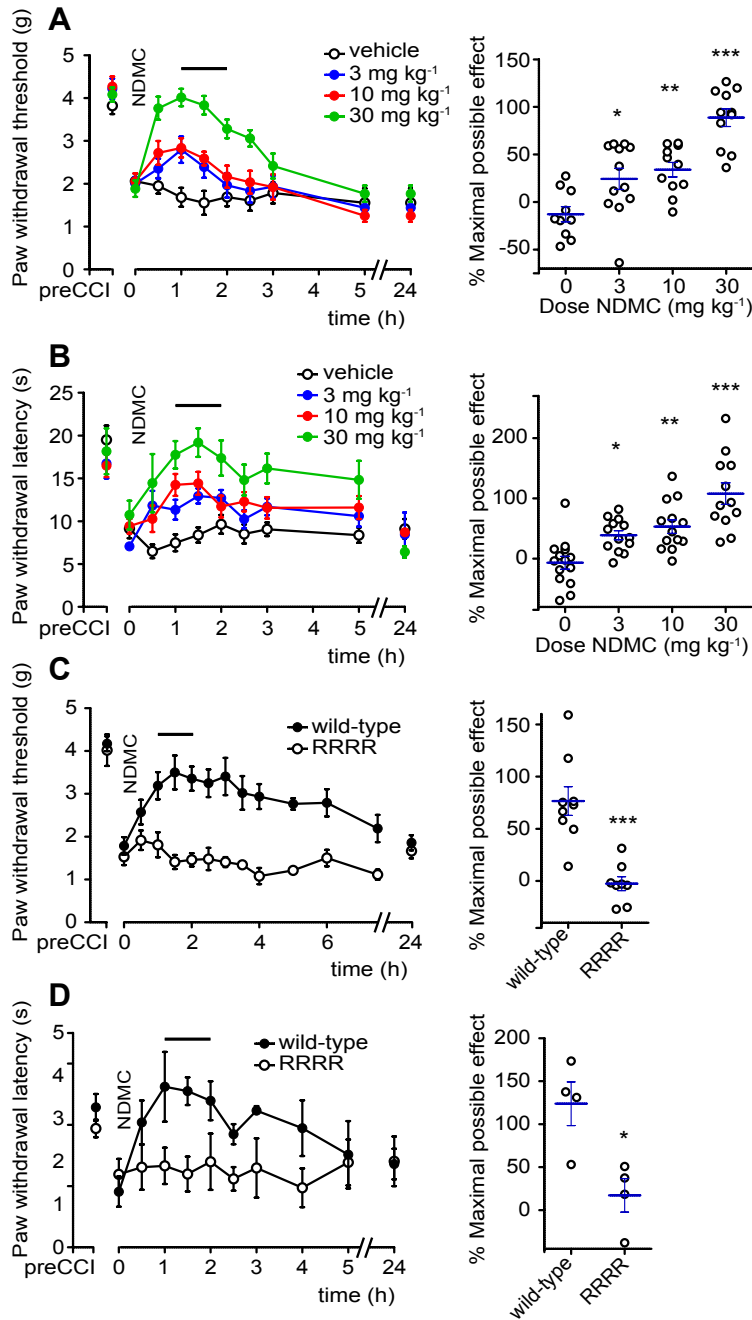 A
Paw withdrawal threshold (g)
5
4
3
2
1
0
NDMC
vehicle
3 mg kg-1
10 mg kg-1
30 mg kg-1
preCCI
0 1 2 3 4 5 24
time (h)
% Maximal possible effect
150
100
50
0
-50
* ** ***
0 3 10 30
Dose NDMC (mg kg-1)
B
Paw withdrawal latency (s)
25
20
15
10
5
0
NDMC
vehicle
3 mg kg-1
10 mg kg-1
30 mg kg-1
preCCI
0 1 2 3 4 5 24
time (h)
% Maximal possible effect
200
100
0
* ** ***
0 3 10 30
Dose NDMC (mg kg-1)
C
Paw withdrawal threshold (g)
5
4
3
2
1
0
NDMC
wild-type
RRRR
preCCI
0 2 4 6 24
time (h)
% Maximal possible effect
150
100
50
0
***
wild-type
RRRR
D
Paw withdrawal latency (s)
5
4
3
2
1
0
NDMC
wild-type
RRRR
preCCI
0 1 2 3 4 5 24
time (h)
% Maximal possible effect
200
150
100
50
0
*
wild-type
RRRR